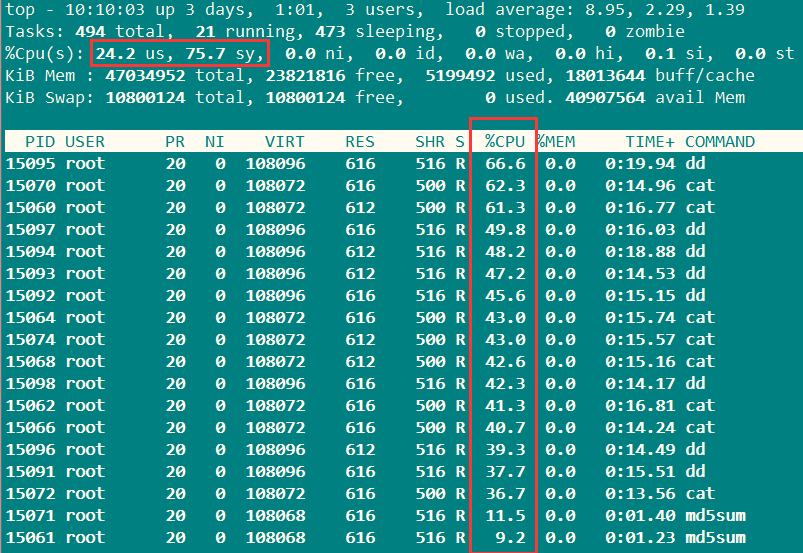 top - 10:10:03 up 3 days,  1:01,  3 users,  load average: 8.95, 2.29, 1.39
Tasks: 494 total,  21 running, 473 sleeping,   0 stopped,   0 zombie
%Cpu(s): 24.2 us, 75.7 sy,  0.0 ni,  0.0 id,  0.0 wa,  0.0 hi,  0.1 si,  0.0 st
KiB Mem : 47034952 total, 23821816 free,  5199492 used, 18013644 buff/cache
KiB Swap: 10800124 total, 10800124 free,        0 used. 40907564 avail Mem
PID USER      PR  NI    VIRT    RES    SHR S  %CPU %MEM     TIME+ COMMAND
15095 root      20   0  108096    616    516 R  66.6  0.0   0:19.94 dd
15070 root      20   0  108072    616    500 R  62.3  0.0   0:14.96 cat
15060 root      20   0  108072    612    500 R  61.3  0.0   0:16.77 cat
15097 root      20   0  108096    616    516 R  49.8  0.0   0:16.03 dd
15094 root      20   0  108096    612    516 R  48.2  0.0   0:18.88 dd
15093 root      20   0  108096    612    516 R  47.2  0.0   0:14.53 dd
15092 root      20   0  108096    616    516 R  45.6  0.0   0:15.15 dd
15064 root      20   0  108072    616    500 R  43.0  0.0   0:15.74 cat
15074 root      20   0  108072    612    500 R  43.0  0.0   0:15.57 cat
15068 root      20   0  108072    612    500 R  42.6  0.0   0:15.16 cat
15098 root      20   0  108096    616    516 R  42.3  0.0   0:14.17 dd
15062 root      20   0  108072    616    500 R  41.3  0.0   0:16.81 cat
15066 root      20   0  108072    616    500 R  40.7  0.0   0:14.24 cat
15096 root      20   0  108096    612    516 R  39.3  0.0   0:14.49 dd
15091 root      20   0  108096    616    516 R  37.7  0.0   0:15.51 dd
15072 root      20   0  108072    616    500 R  36.7  0.0   0:13.56 cat
15071 root      20   0  108068    616    516 R  11.5  0.0   0:01.40 md5sum
15061 root      20   0  108068    616    516 R   9.2  0.0   0:01.23 md5sum